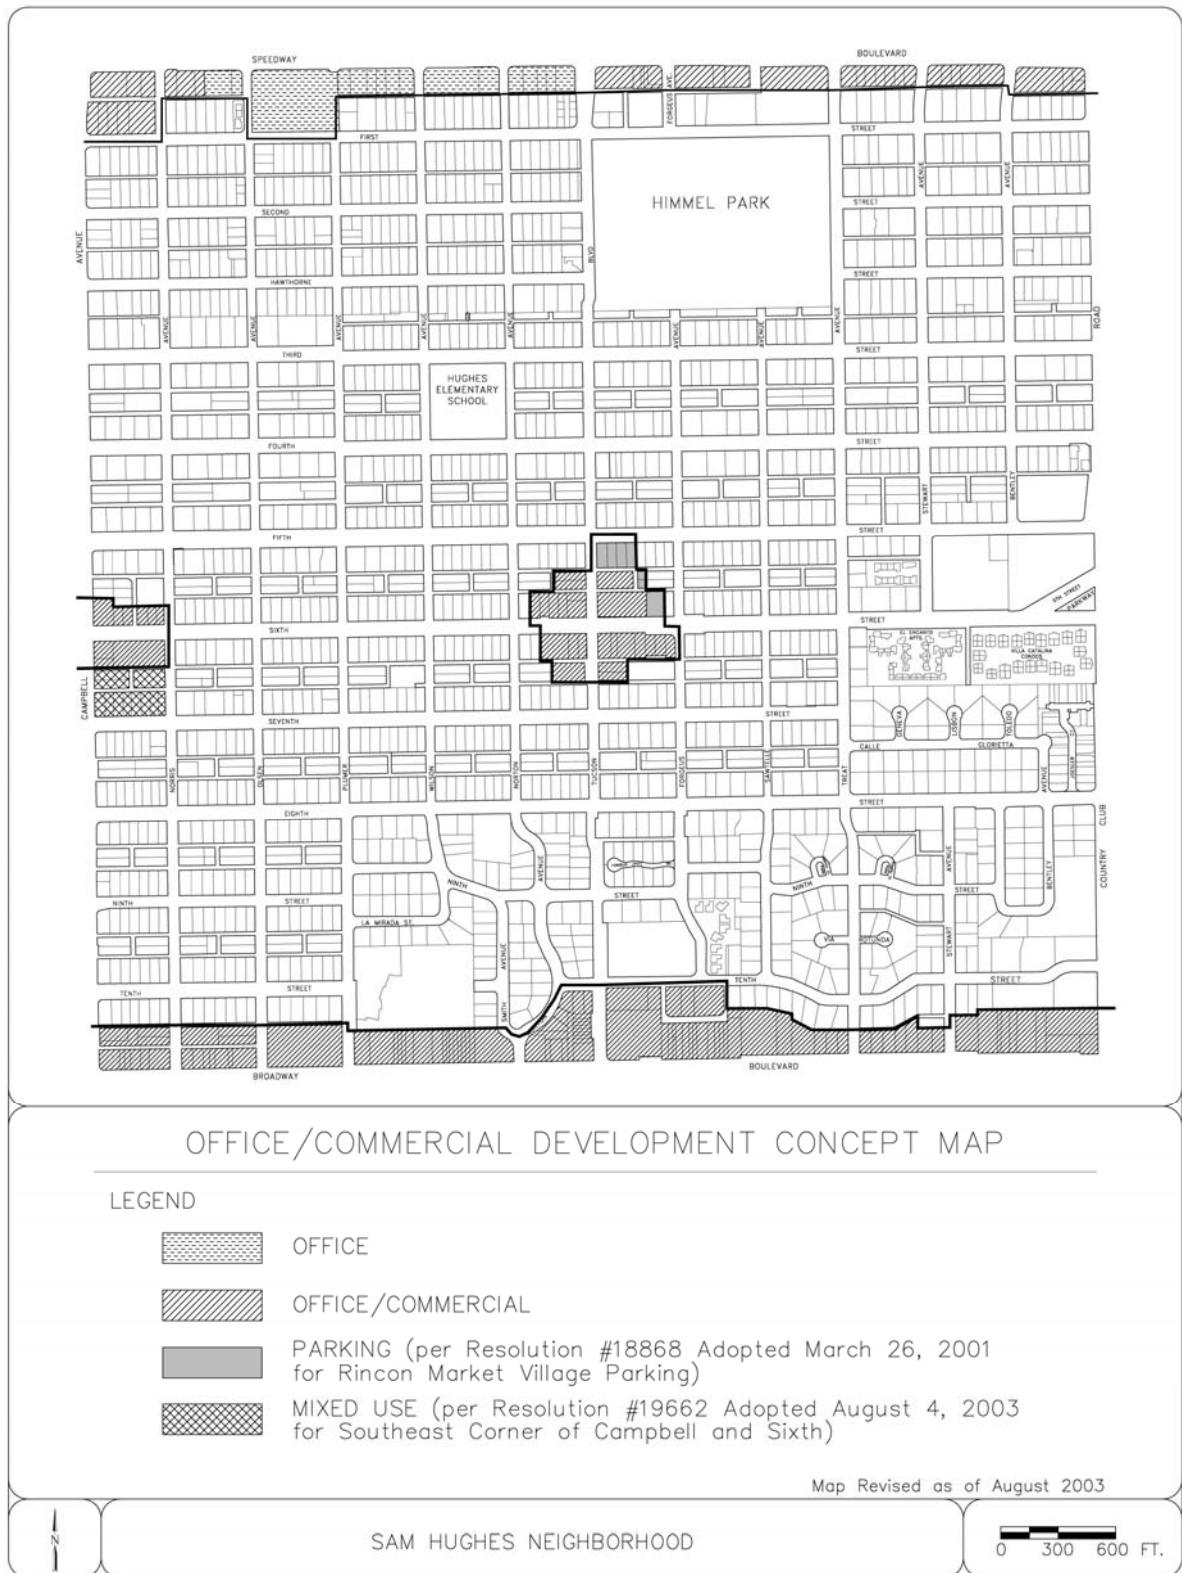 SPEEDWAY
BOULEVARD
FORGEUS AVE.
FIRST
STREET
HIMMEL PARK
AVENUE
AVENUE
SECOND
STREET
AVENUE
BLVD
HAWTHORNE
STREET
AVENUE
AVENUE
AVENUE
AVENUE
AVENUE
AVENUE
AVENUE
AVENUE
ROAD
THIRD
STREET
HUGHES
ELEMENTARY
SCHOOL
FOURTH
STREET
STEWART
BENTLEY
FIFTH
STREET
5TH STREET
PARKWAY
SIXTH
STREET
EL ENCANTO
APTS.
VILLA CATALINA
CONDOS
CAMPBELL
SEVENTH
STREET
GENEVA
LISBON
TOLEDO
CALLE
GLORIETTA
NORRIS
OLSEN
PLUMER
WILSON
NORTON
TUCSON
FORGEUS
SAWTELLE
TREAT
AVENUE
EIGHTH
STREET
CLUB
COUNTRY
AVENUE
AVENUE
BENTLEY
NINTH
NINTH
STREET
NINTH
STREET
STREET
LA MIRADA ST.
VIA
ROTUNDA
STEWART
AVENUE
SMITH
TENTH
STREET
TENTH
STREET
BROADWAY
BOULEVARD
OFFICE/COMMERCIAL DEVELOPMENT CONCEPT MAP
LEGEND
OFFICE
OFFICE/COMMERCIAL
PARKING (per Resolution #18868 Adopted March 26, 2001
for Rincon Market Village Parking)
MIXED USE (per Resolution #19662 Adopted August 4, 2003
for Southeast Corner of Campbell and Sixth)
Map Revised as of August 2003
N
SAM HUGHES NEIGHBORHOOD
0 300 600 FT.